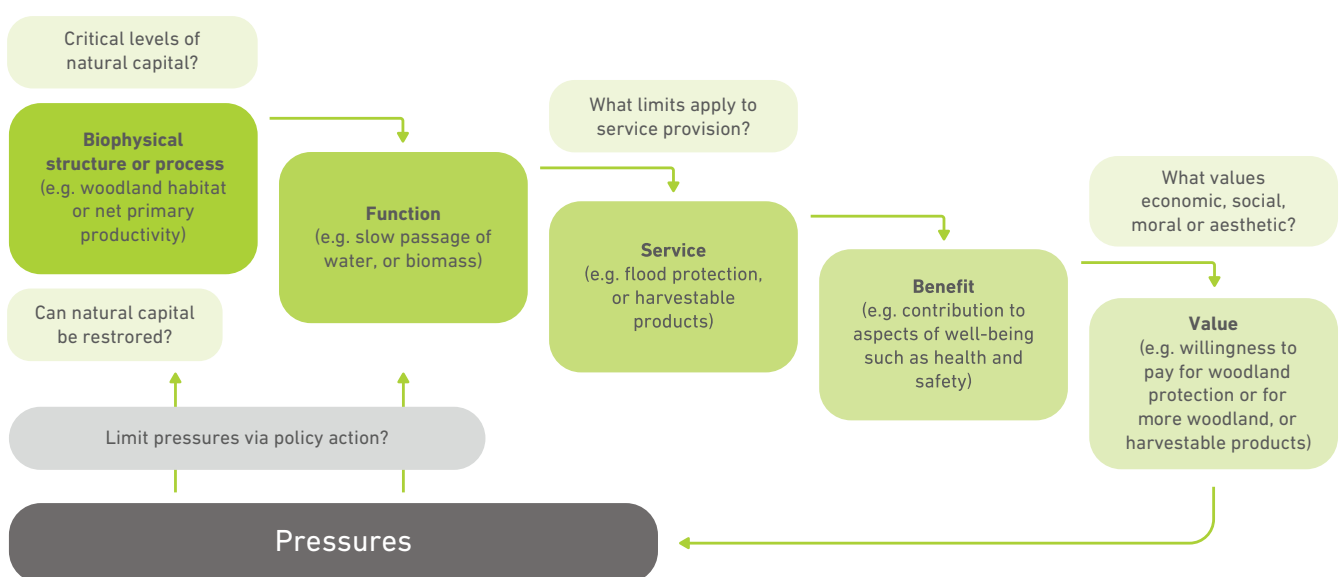 Critical levels of
natural capital?
Biophysical
structure or process
(e.g. woodland habitat
or net primary
productivity)
Can natural capital
be restrored?
Function
(e.g. slow passage of
water, or biomass)
What limits apply to
service provision?
Service
(e.g. flood protection,
or harvestable
products)
Benefit
(e.g. contribution to
aspects of well-being
such as health and
safety)
What values
economic, social,
moral or aesthetic?
Value
(e.g. willingness to
pay for woodland
protection or for
more woodland, or
harvestable products)
Limit pressures via policy action?
Pressures